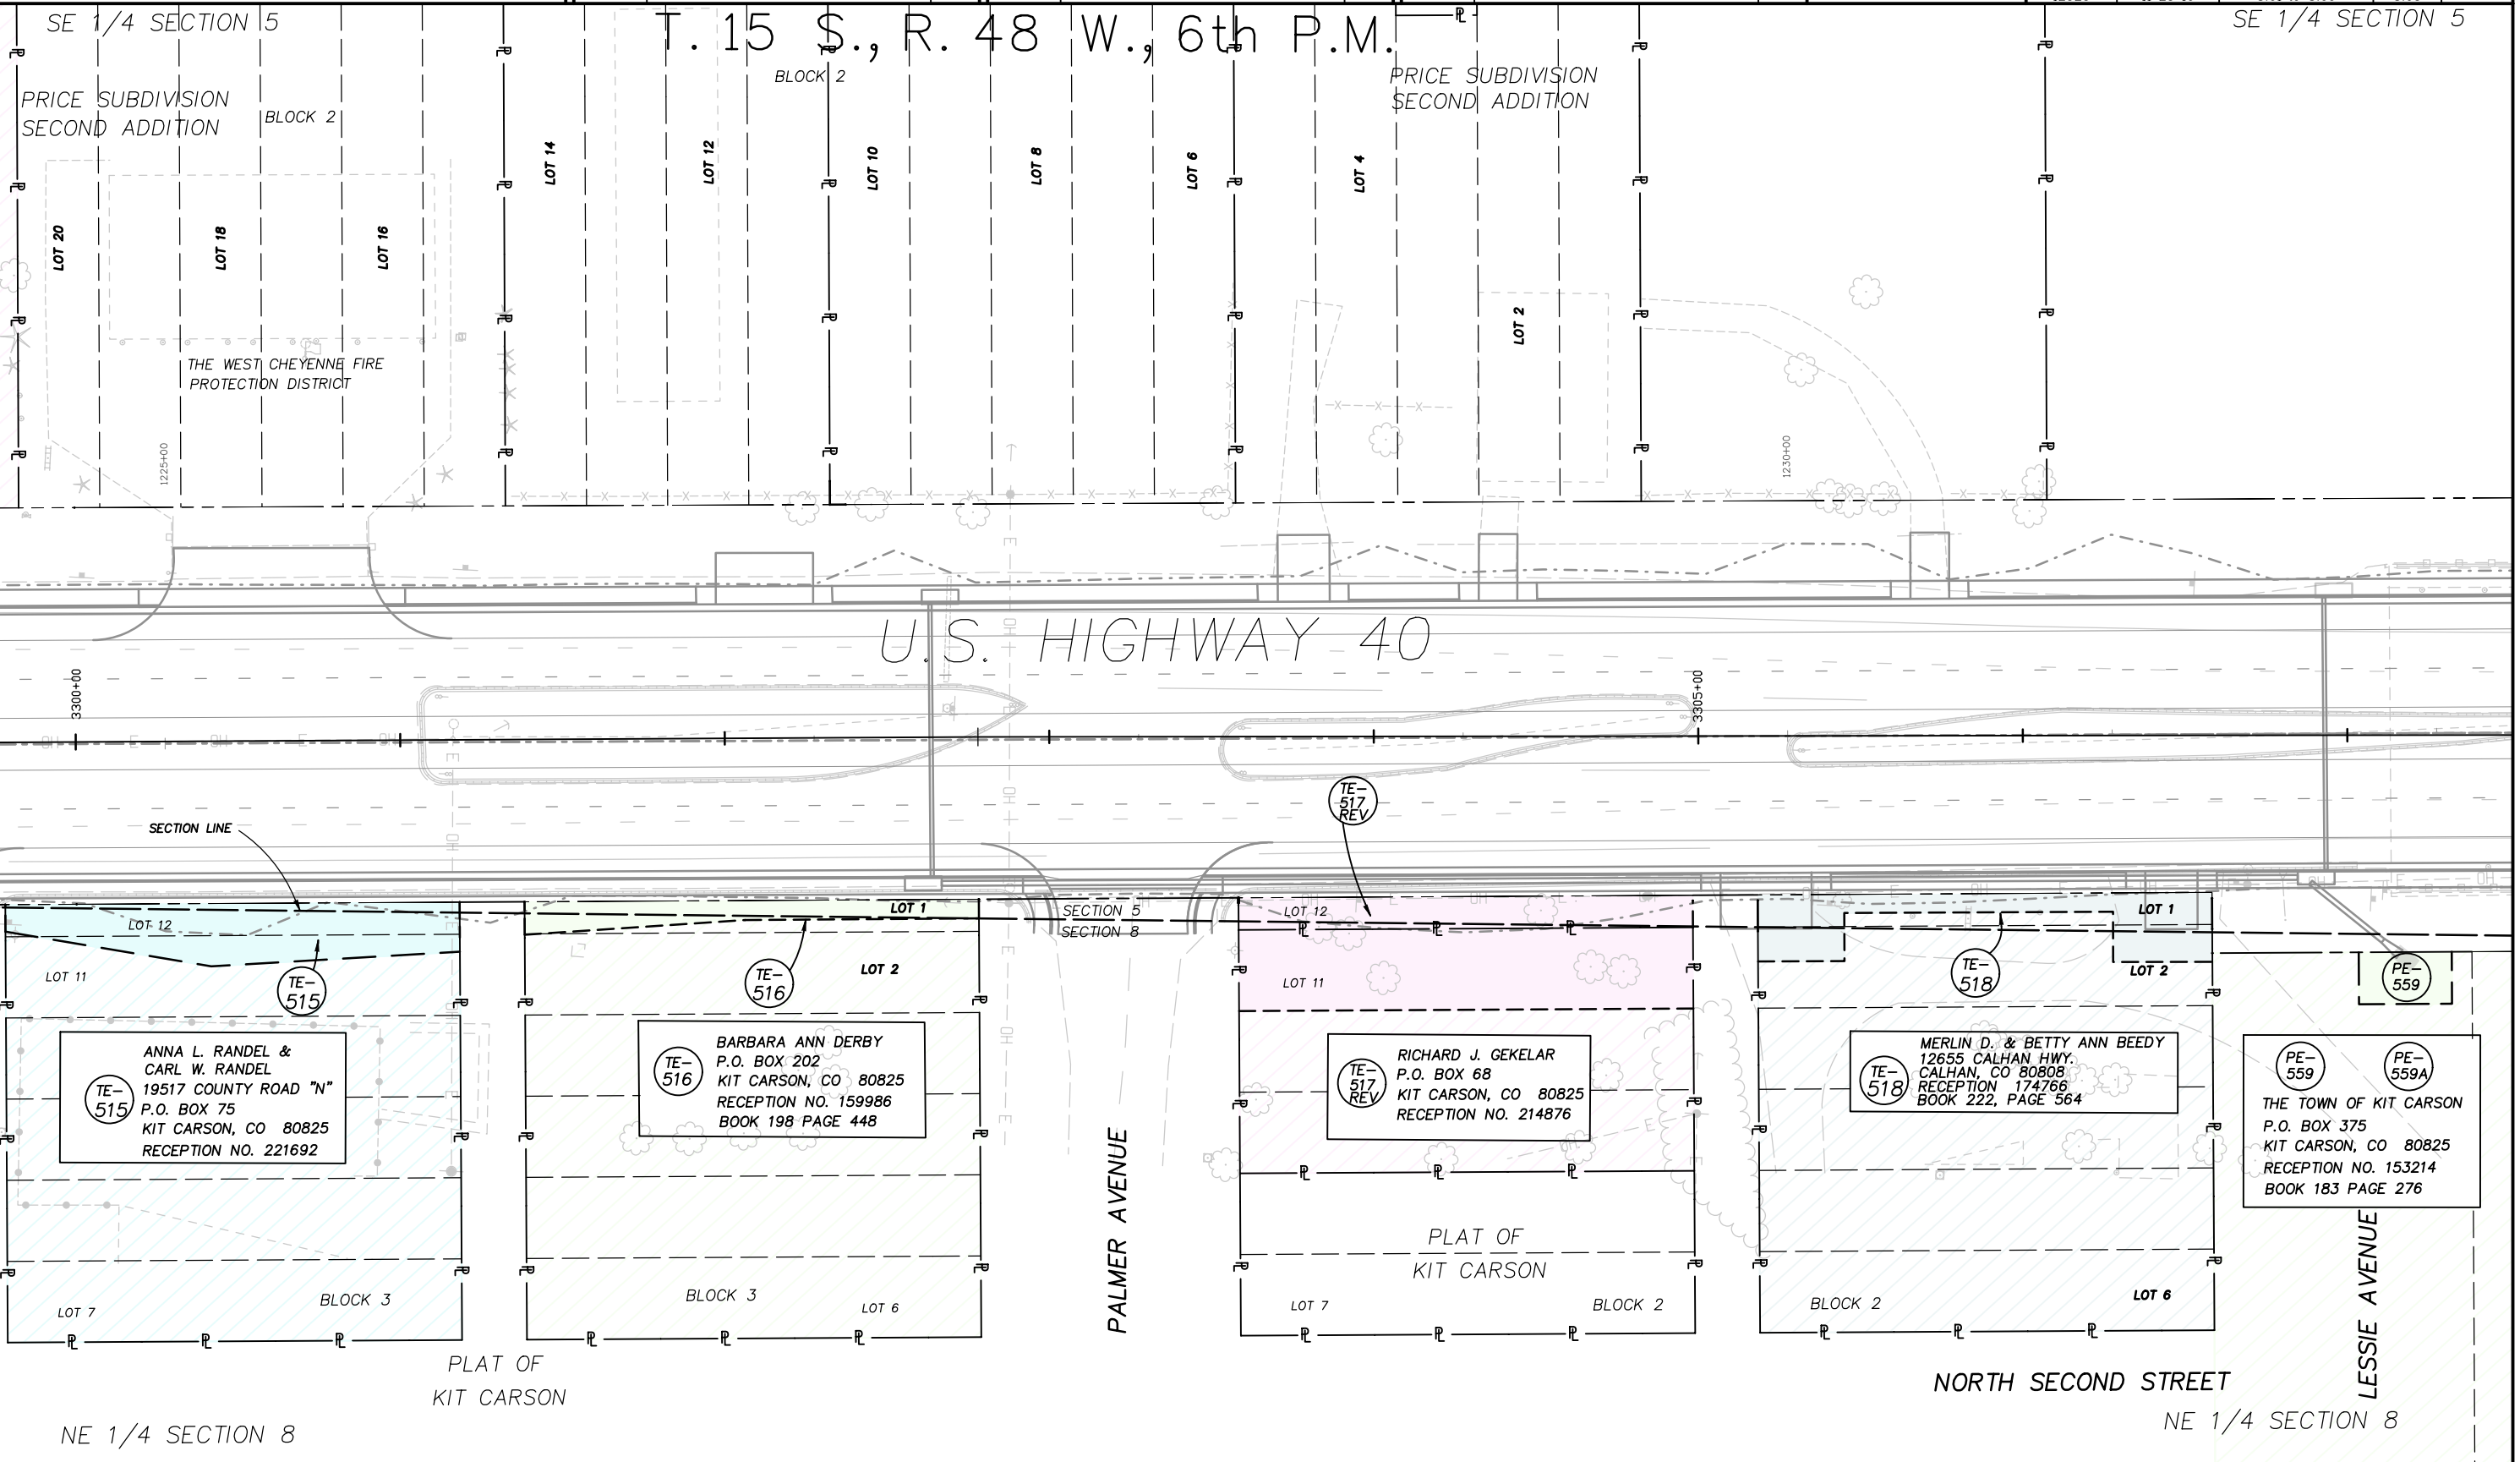 SE 1/4 SECTION 5
T. 15 S., R. 48 W., 6th P.M.
SE 1/4 SECTION 5
BLOCK 2
PRICE SUBDIVISION
SECOND ADDITION
BLOCK 2
PRICE SUBDIVISION
SECOND ADDITION
LOT 20
LOT 18
LOT 16
LOT 14
LOT 12
LOT 10
LOT 8
LOT 6
LOT 4
LOT 2
THE WEST CHEYENNE FIRE
PROTECTION DISTRICT
1225+00
1230+00
U.S. HIGHWAY 40
3300+00
3305+00
SECTION LINE
TE-
517
REV
LOT 12
LOT 11
TE-
515
LOT 1
LOT 2
TE-
516
SECTION 5
SECTION 8
LOT 12
LOT 11
LOT 1
LOT 2
TE-
518
PE-
559
TE-
515
ANNA L. RANDEL &
CARL W. RANDEL
19517 COUNTY ROAD "N"
P.O. BOX 75
KIT CARSON, CO 80825
RECEPTION NO. 221692
TE-
516
BARBARA ANN DERBY
P.O. BOX 202
KIT CARSON, CO 80825
RECEPTION NO. 159986
BOOK 198 PAGE 448
TE-
517
REV
RICHARD J. GEKELAR
P.O. BOX 68
KIT CARSON, CO 80825
RECEPTION NO. 214876
TE-
518
MERLIN D. & BETTY ANN BEEDY
12655 CALHAN HWY.
CALHAN, CO 80808
RECEPTION 174766
BOOK 222, PAGE 564
PE-
559
PE-
559A
THE TOWN OF KIT CARSON
P.O. BOX 375
KIT CARSON, CO 80825
RECEPTION NO. 153214
BOOK 183 PAGE 276
PALMER AVENUE
LESSIE AVENUE
PLAT OF
KIT CARSON
LOT 7
BLOCK 3
BLOCK 3
LOT 6
LOT 7
BLOCK 2
BLOCK 2
LOT 6
PLAT OF
KIT CARSON
NORTH SECOND STREET
NE 1/4 SECTION 8
NE 1/4 SECTION 8